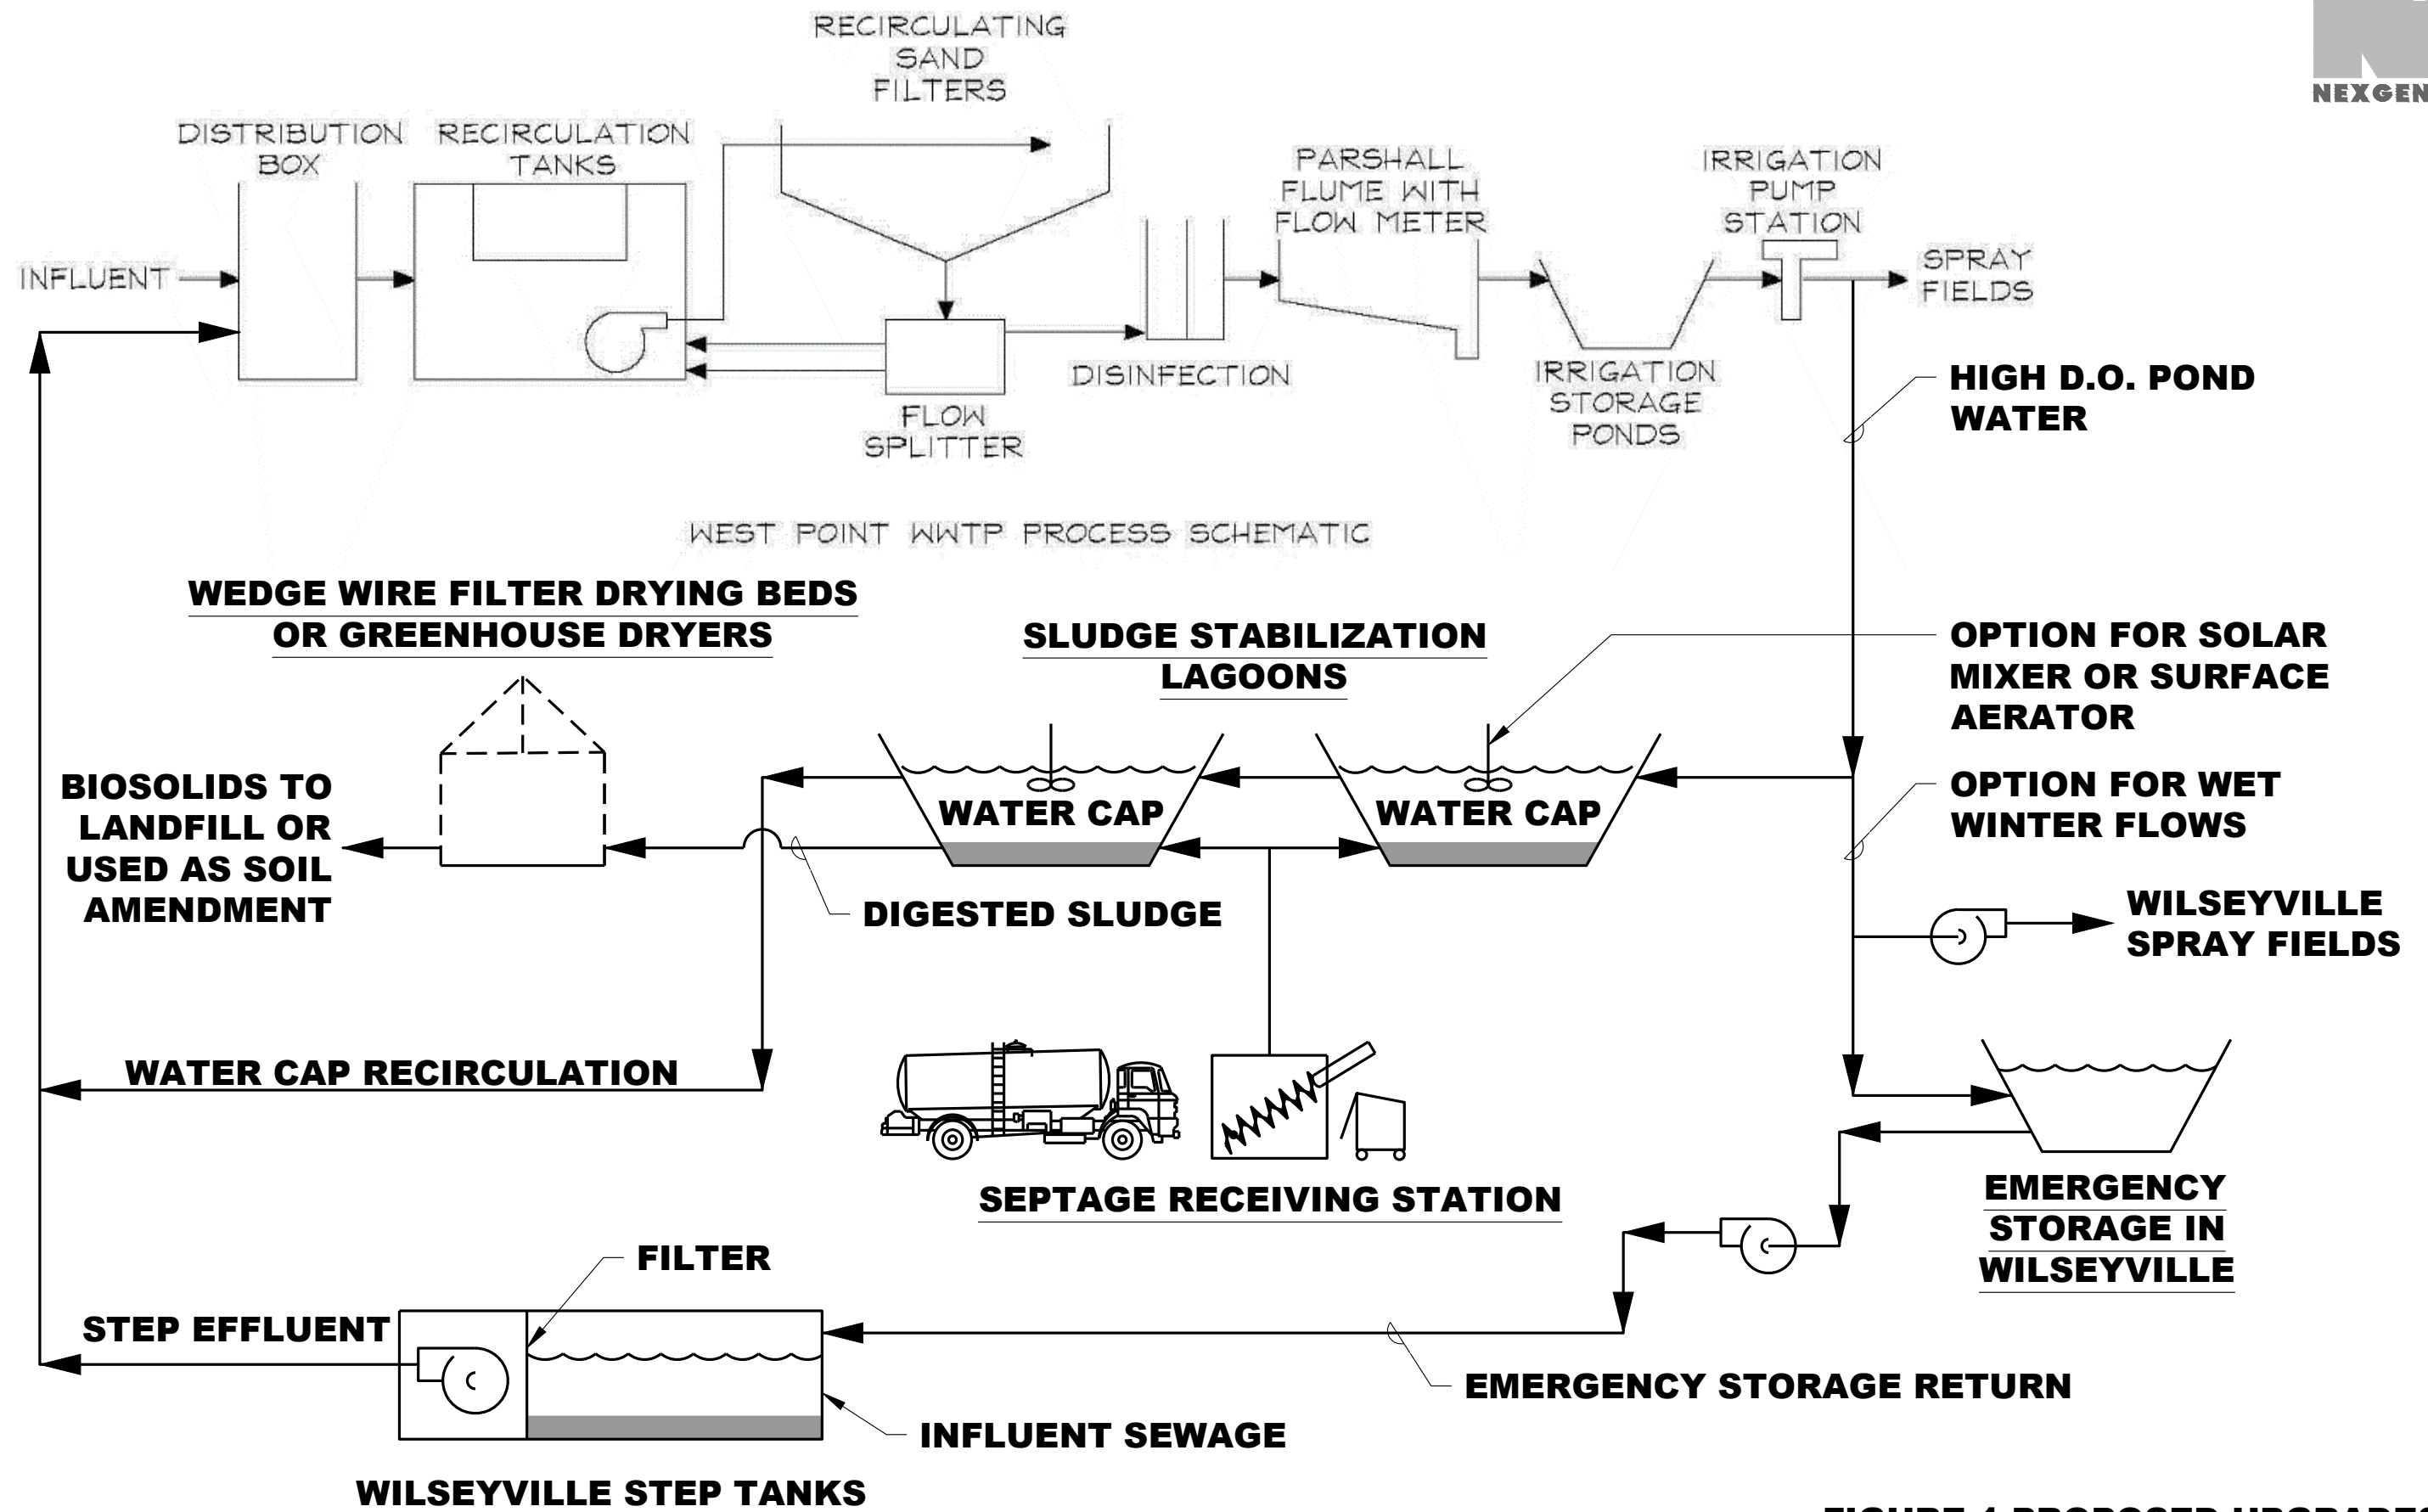 NEXGEN
RECIRCULATING
SAND
FILTERS
DISTRIBUTION
BOX
RECIRCULATION
TANKS
PARSHALL
FLUME WITH
FLOW METER
IRRIGATION
PUMP
STATION
INFLUENT
SPRAY
FIELDS
DISINFECTION
IRRIGATION
STORAGE
PONDS
FLOW
SPLITTER
HIGH D.O. POND
WATER
WEST POINT WWTP PROCESS SCHEMATIC
WEDGE WIRE FILTER DRYING BEDS
OR GREENHOUSE DRYERS
SLUDGE STABILIZATION
LAGOONS
OPTION FOR SOLAR
MIXER OR SURFACE
AERATOR
BIOSOLIDS TO
LANDFILL OR
USED AS SOIL
AMENDMENT
WATER CAP
WATER CAP
OPTION FOR WET
WINTER FLOWS
DIGESTED SLUDGE
WILSEYVILLE
SPRAY FIELDS
WATER CAP RECIRCULATION
SEPTAGE RECEIVING STATION
EMERGENCY
STORAGE IN
WILSEYVILLE
FILTER
STEP EFFLUENT
EMERGENCY STORAGE RETURN
INFLUENT SEWAGE
WILSEYVILLE STEP TANKS